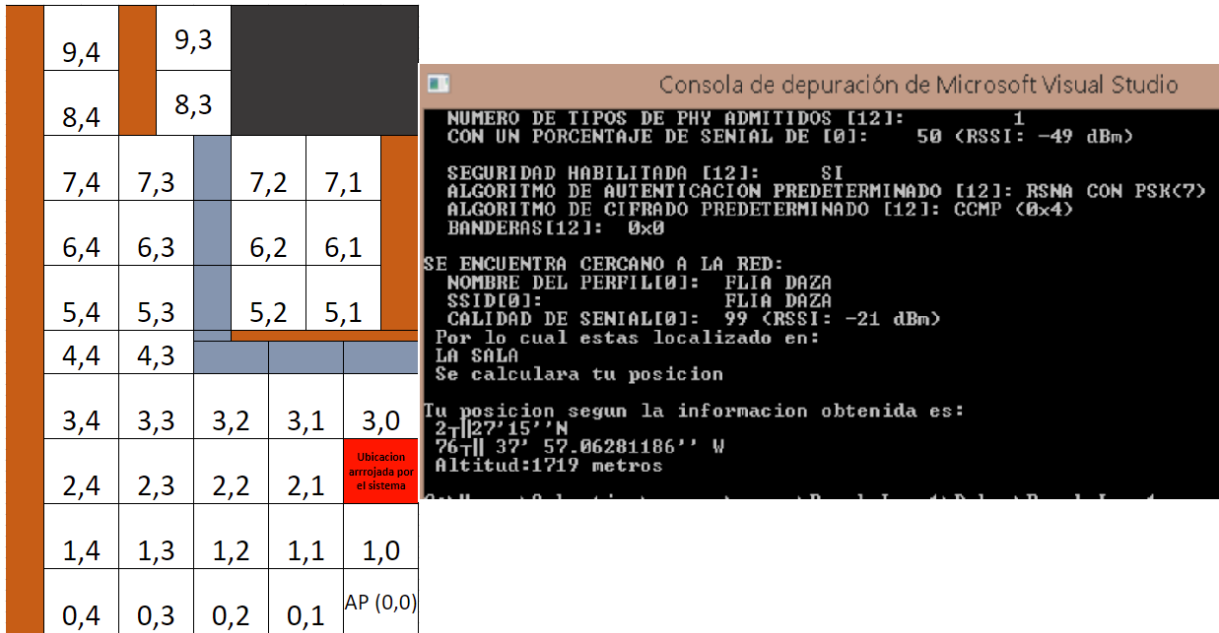 9,4 9,3
8,4 8,3
7,4 7,3 7,2 7,1
6,4 6,3 6,2 6,1
5,4 5,3 5,2 5,1
4,4 4,3
3,4 3,3 3,2 3,1 3,0
2,4 2,3 2,2 2,1
Ubicacion
arrrojada por
el sistema
1,4 1,3 1,2 1,1 1,0
0,4 0,3 0,2 0,1 AP (0,0)
Consola de depuración de Microsoft Visual Studio
NUMERO DE TIPOS DE PHY ADMITIDOS [12]: 1
CON UN PORCENTAJE DE SENIAL DE [0]: 50 (RSSI: -49 dBm)
SEGURIDAD HABILITADA [12]: SI
ALGORITMO DE AUTENTICACION PREDETERMINADO [12]: RSNA CON PSK(7)
ALGORITMO DE CIFRADO PREDETERMINADO [12]: CCMP (0x4)
BANDERAS[12]: 0x0
SE ENCUENTRA CERCANO A LA RED:
NOMBRE DEL PERFIL[0]: FLIA DAZA
SSID[0]: FLIA DAZA
CALIDAD DE SENIAL[0]: 99 (RSSI: -21 dBm)
Por lo cual estas localizado en:
LA SALA
Se calculara tu posicion
Tu posicion segun la informacion obtenida es:
2┬║27'15''N
76┬║ 37' 57.06281186'' W
Altitud:1719 metros